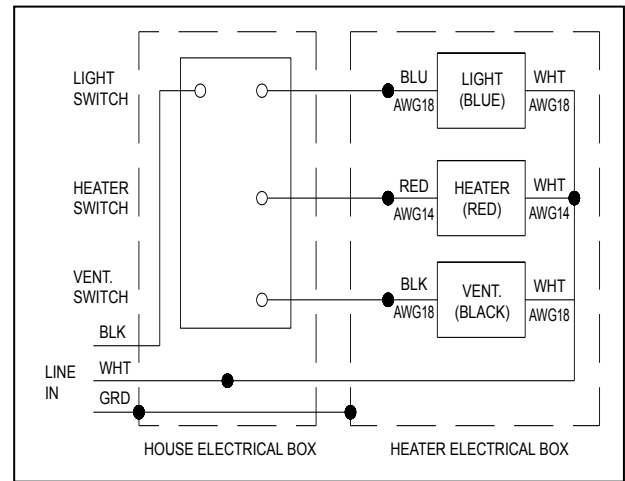 LIGHT
SWITCH
BLU
AWG18
LIGHT
(BLUE)
WHT
AWG18
HEATER
SWITCH
RED
AWG14
HEATER
(RED)
WHT
AWG14
VENT.
SWITCH
BLK
AWG18
VENT.
(BLACK)
WHT
AWG18
BLK
LINE
IN
WHT
GRD
HOUSE ELECTRICAL BOX
HEATER ELECTRICAL BOX